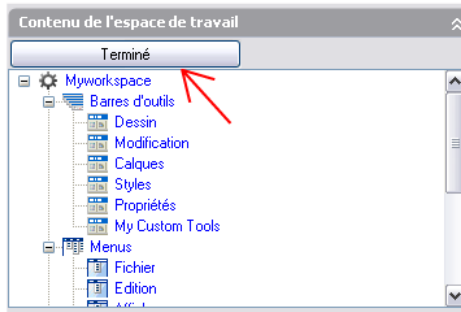 Contenu de l'espace de travail
Terminé
Myworkspace
Barres d'outils
Dessin
Modification
Calques
Styles
Propriétés
My Custom Tools
Menus
Fichier
Edition